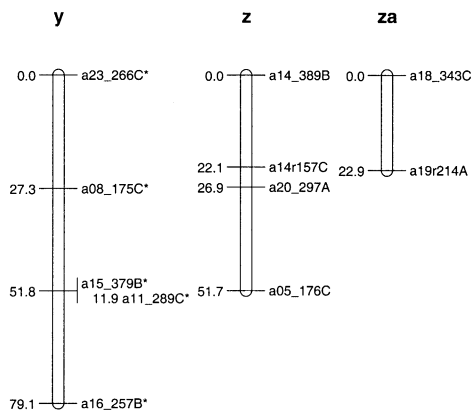 y
0.0 a23_266C*
27.3 a08_175C*
51.8 a15_379B*
11.9 a11_289C*
79.1 a16_257B*
z
0.0 a14_389B
22.1 a14r157C
26.9 a20_297A
51.7 a05_176C
za
0.0 a18_343C
22.9 a19r214A